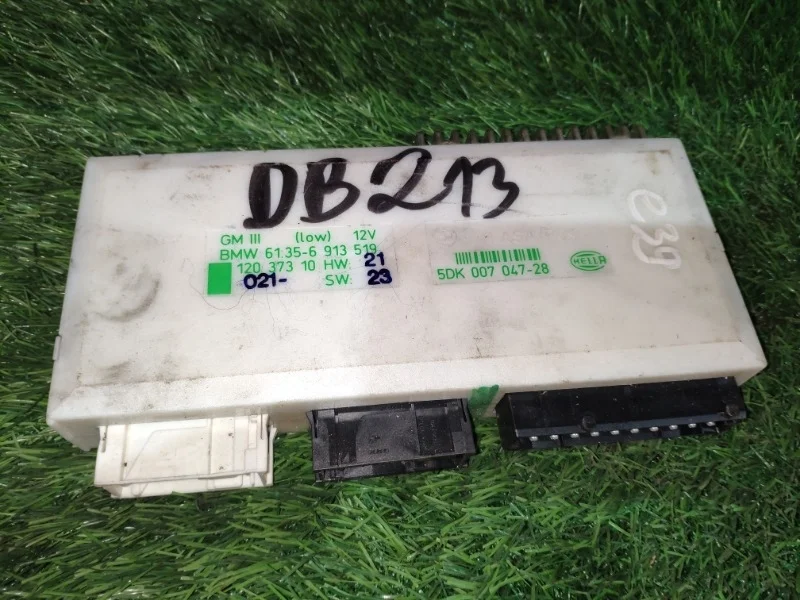 DB213
GM III (low) 12V
BMW 61.35-6 913 519
120 373 10 HW: 21
021- SW: 23
5DK 007 047-28
HELLA
e39